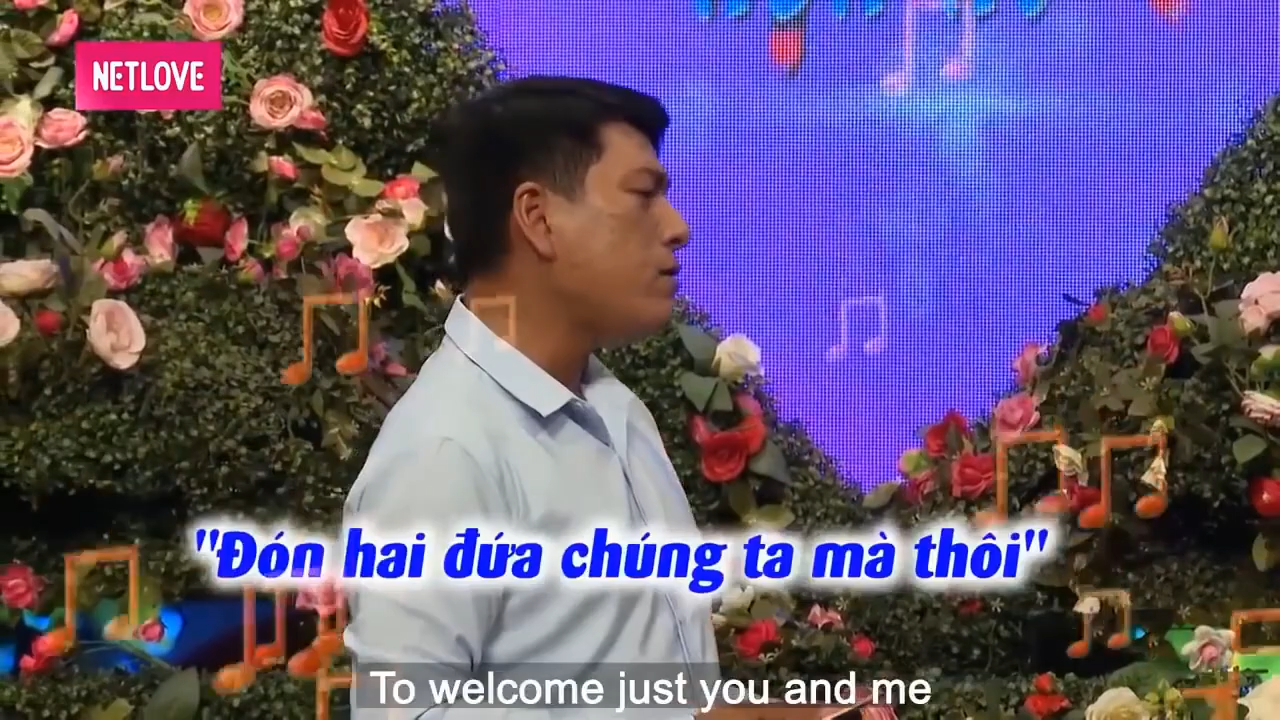 NETLOVE
"Đón hai đứa chúng ta mà thôi"
To welcome just you and me